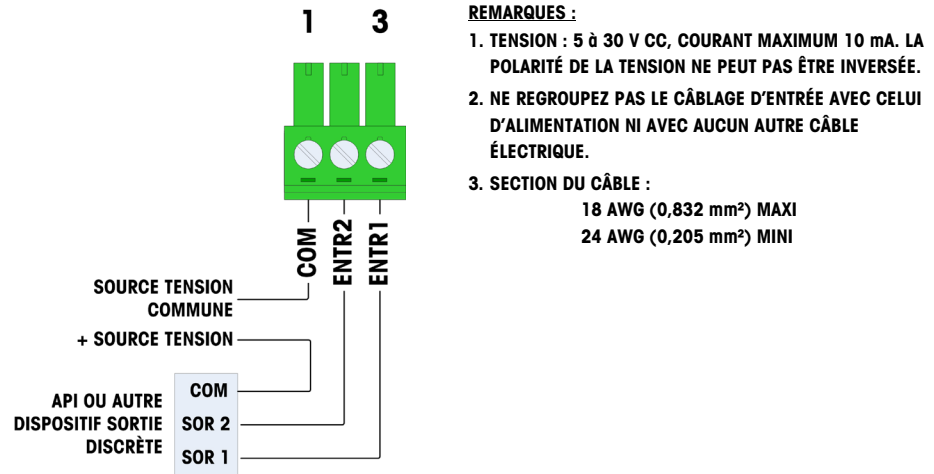 1 3
COM
ENTR2
ENTR1
SOURCE TENSION
COMMUNE
+ SOURCE TENSION
API OU AUTRE
DISPOSITIF SORTIE
DISCRÈTE
COM
SOR 2
SOR 1
REMARQUES :
1. TENSION : 5 à 30 V CC, COURANT MAXIMUM 10 mA. LA
POLARITÉ DE LA TENSION NE PEUT PAS ÊTRE INVERSÉE.
2. NE REGROUPEZ PAS LE CÂBLAGE D'ENTRÉE AVEC CELUI
D'ALIMENTATION NI AVEC AUCUN AUTRE CÂBLE
ÉLECTRIQUE.
3. SECTION DU CÂBLE :
18 AWG (0,832 mm²) MAXI
24 AWG (0,205 mm²) MINI